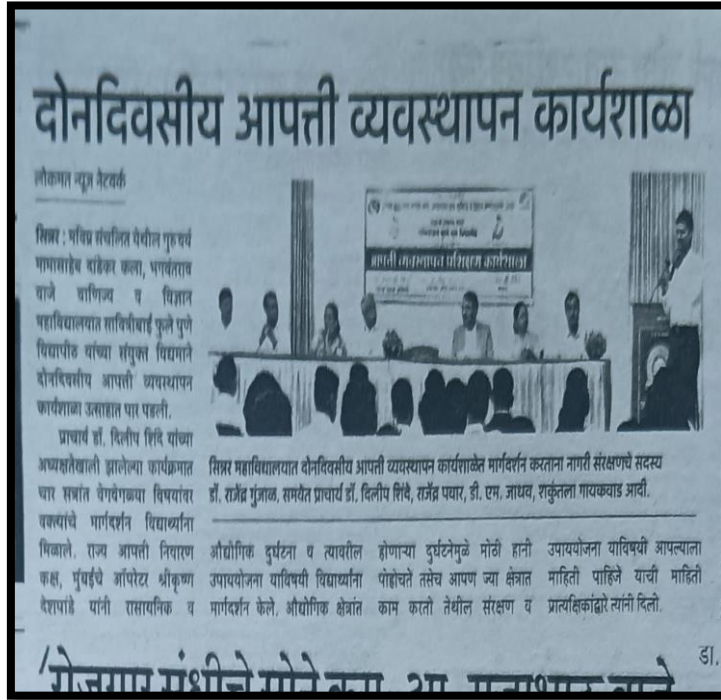 दोनदिवसीय आपत्ती व्यवस्थापन कार्यशाळा
लोकमत न्यूज नेटवर्क
सिन्नर : मविप्र संचलित येथील गुरुवर्य
मामासाहेब दांडेकर कला, भगवंतराव
वाजे वाणिज्य व विज्ञान
महाविद्यालयात सावित्रीबाई फुले पुणे
विद्यापीठ यांच्या संयुक्त विद्यमाने
दोनदिवसीय आपत्ती व्यवस्थापन
कार्यशाळा उत्साहात पार पडली.
प्राचार्य डॉ. दिलीप शिंदे यांच्या
अध्यक्षतेखाली झालेल्या कार्यक्रमात
चार सत्रांत वेगवेगळ्या विषयांवर
वक्त्यांचे मार्गदर्शन विद्यार्थ्यांना
मिळाले. राज्य आपत्ती निवारण
कक्ष, मुंबईचे ऑपरेटर श्रीकृष्ण
देशपांडे यांनी रासायनिक व
आपत्ती व्यवस्थापन प्रशिक्षण कार्यशाळा
सिन्नर महाविद्यालयात दोनदिवसीय आपत्ती व्यवस्थापन कार्यशाळेत मार्गदर्शन करताना नागरी संरक्षणचे सदस्य
डॉ. राजेंद्र गुंजाळ, समवेत प्राचार्य डॉ. दिलीप शिंदे, राजेंद्र पवार, डी. एम. जाधव, शकुंतला गायकवाड आदी.
औद्योगिक दुर्घटना व त्यावरील
उपाययोजना याविषयी विद्यार्थ्यांना
मार्गदर्शन केले. औद्योगिक क्षेत्रांत
होणाऱ्या दुर्घटनेमुळे मोठी हानी
पोहोचते तसेच आपण ज्या क्षेत्रात
काम करतो तेथील संरक्षण व
उपाययोजना याविषयी आपल्याला
माहिती पाहिजे याची माहिती
प्रात्यक्षिकांद्वारे त्यांनी दिली.
डा.